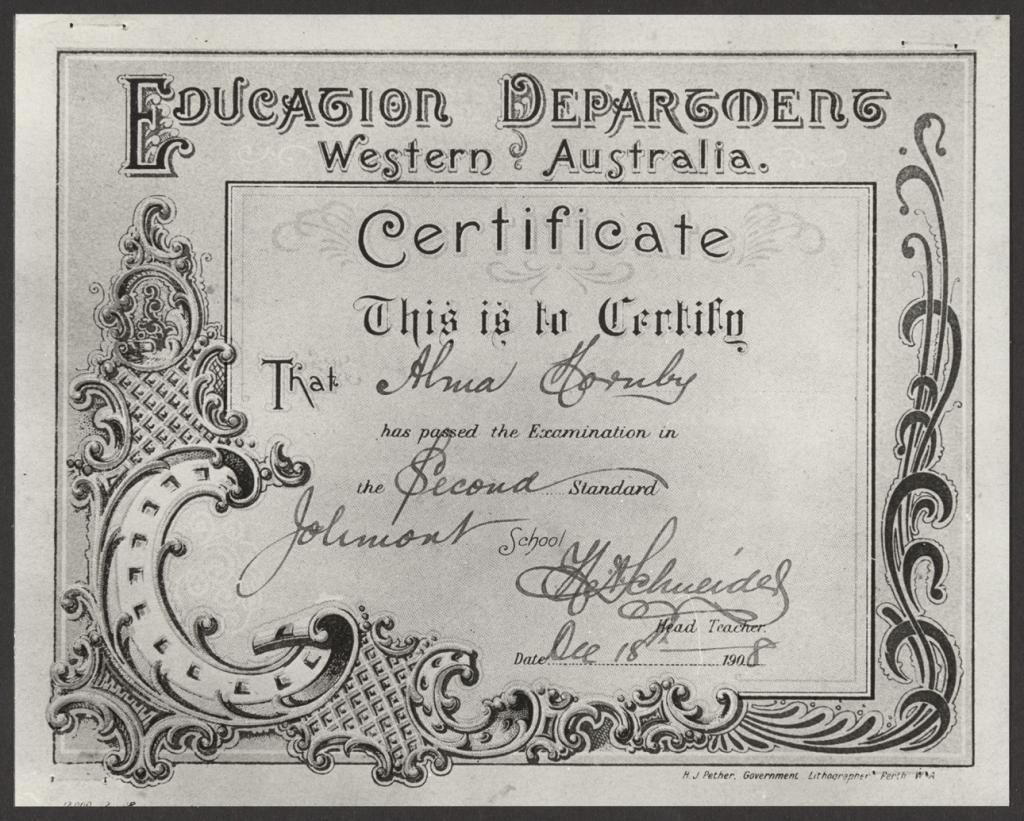 Education Department
Western Australia.
Certificate
This is to Certify
That Alma Hornby
has passed the Examination in
the Second Standard
Jolimont School
Schneider
Head Teacher.
Date Dec 18th 1908
H. J Pether, Government Lithographer Perth W A